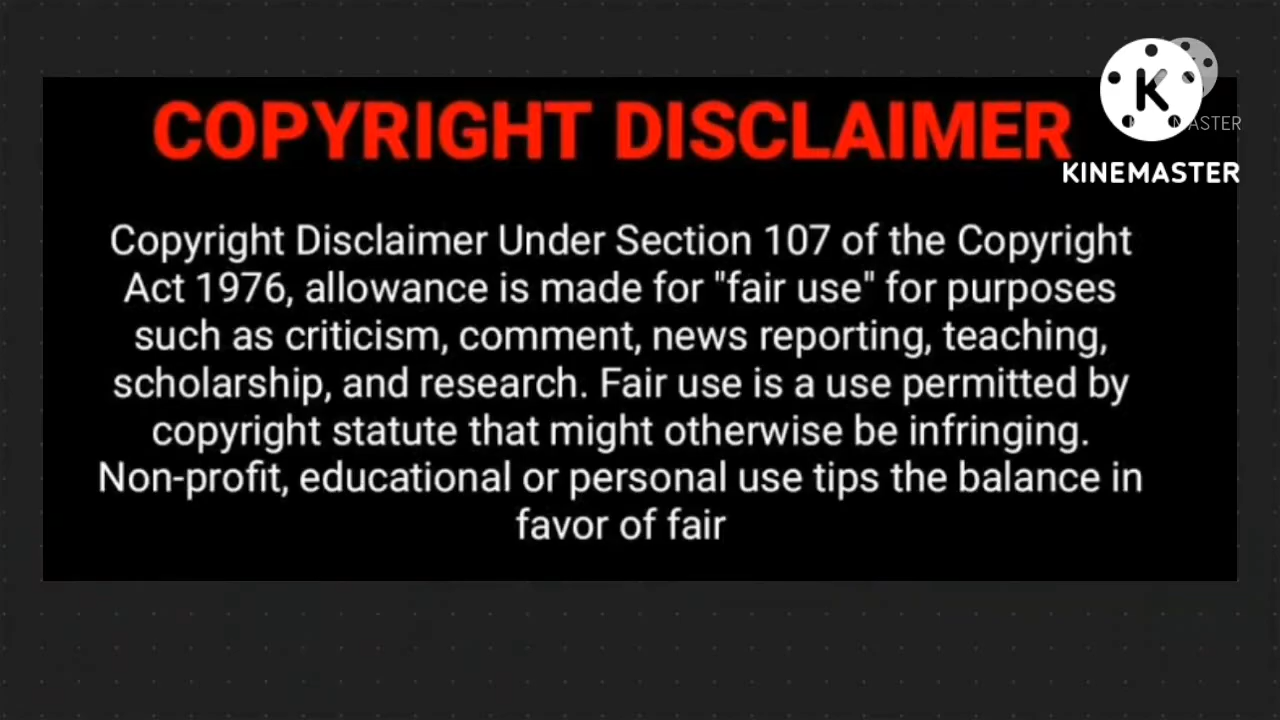 COPYRIGHT DISCLAIMER
K
KINEMASTER
Copyright Disclaimer Under Section 107 of the Copyright
Act 1976, allowance is made for "fair use" for purposes
such as criticism, comment, news reporting, teaching,
scholarship, and research. Fair use is a use permitted by
copyright statute that might otherwise be infringing.
Non-profit, educational or personal use tips the balance in
favor of fair